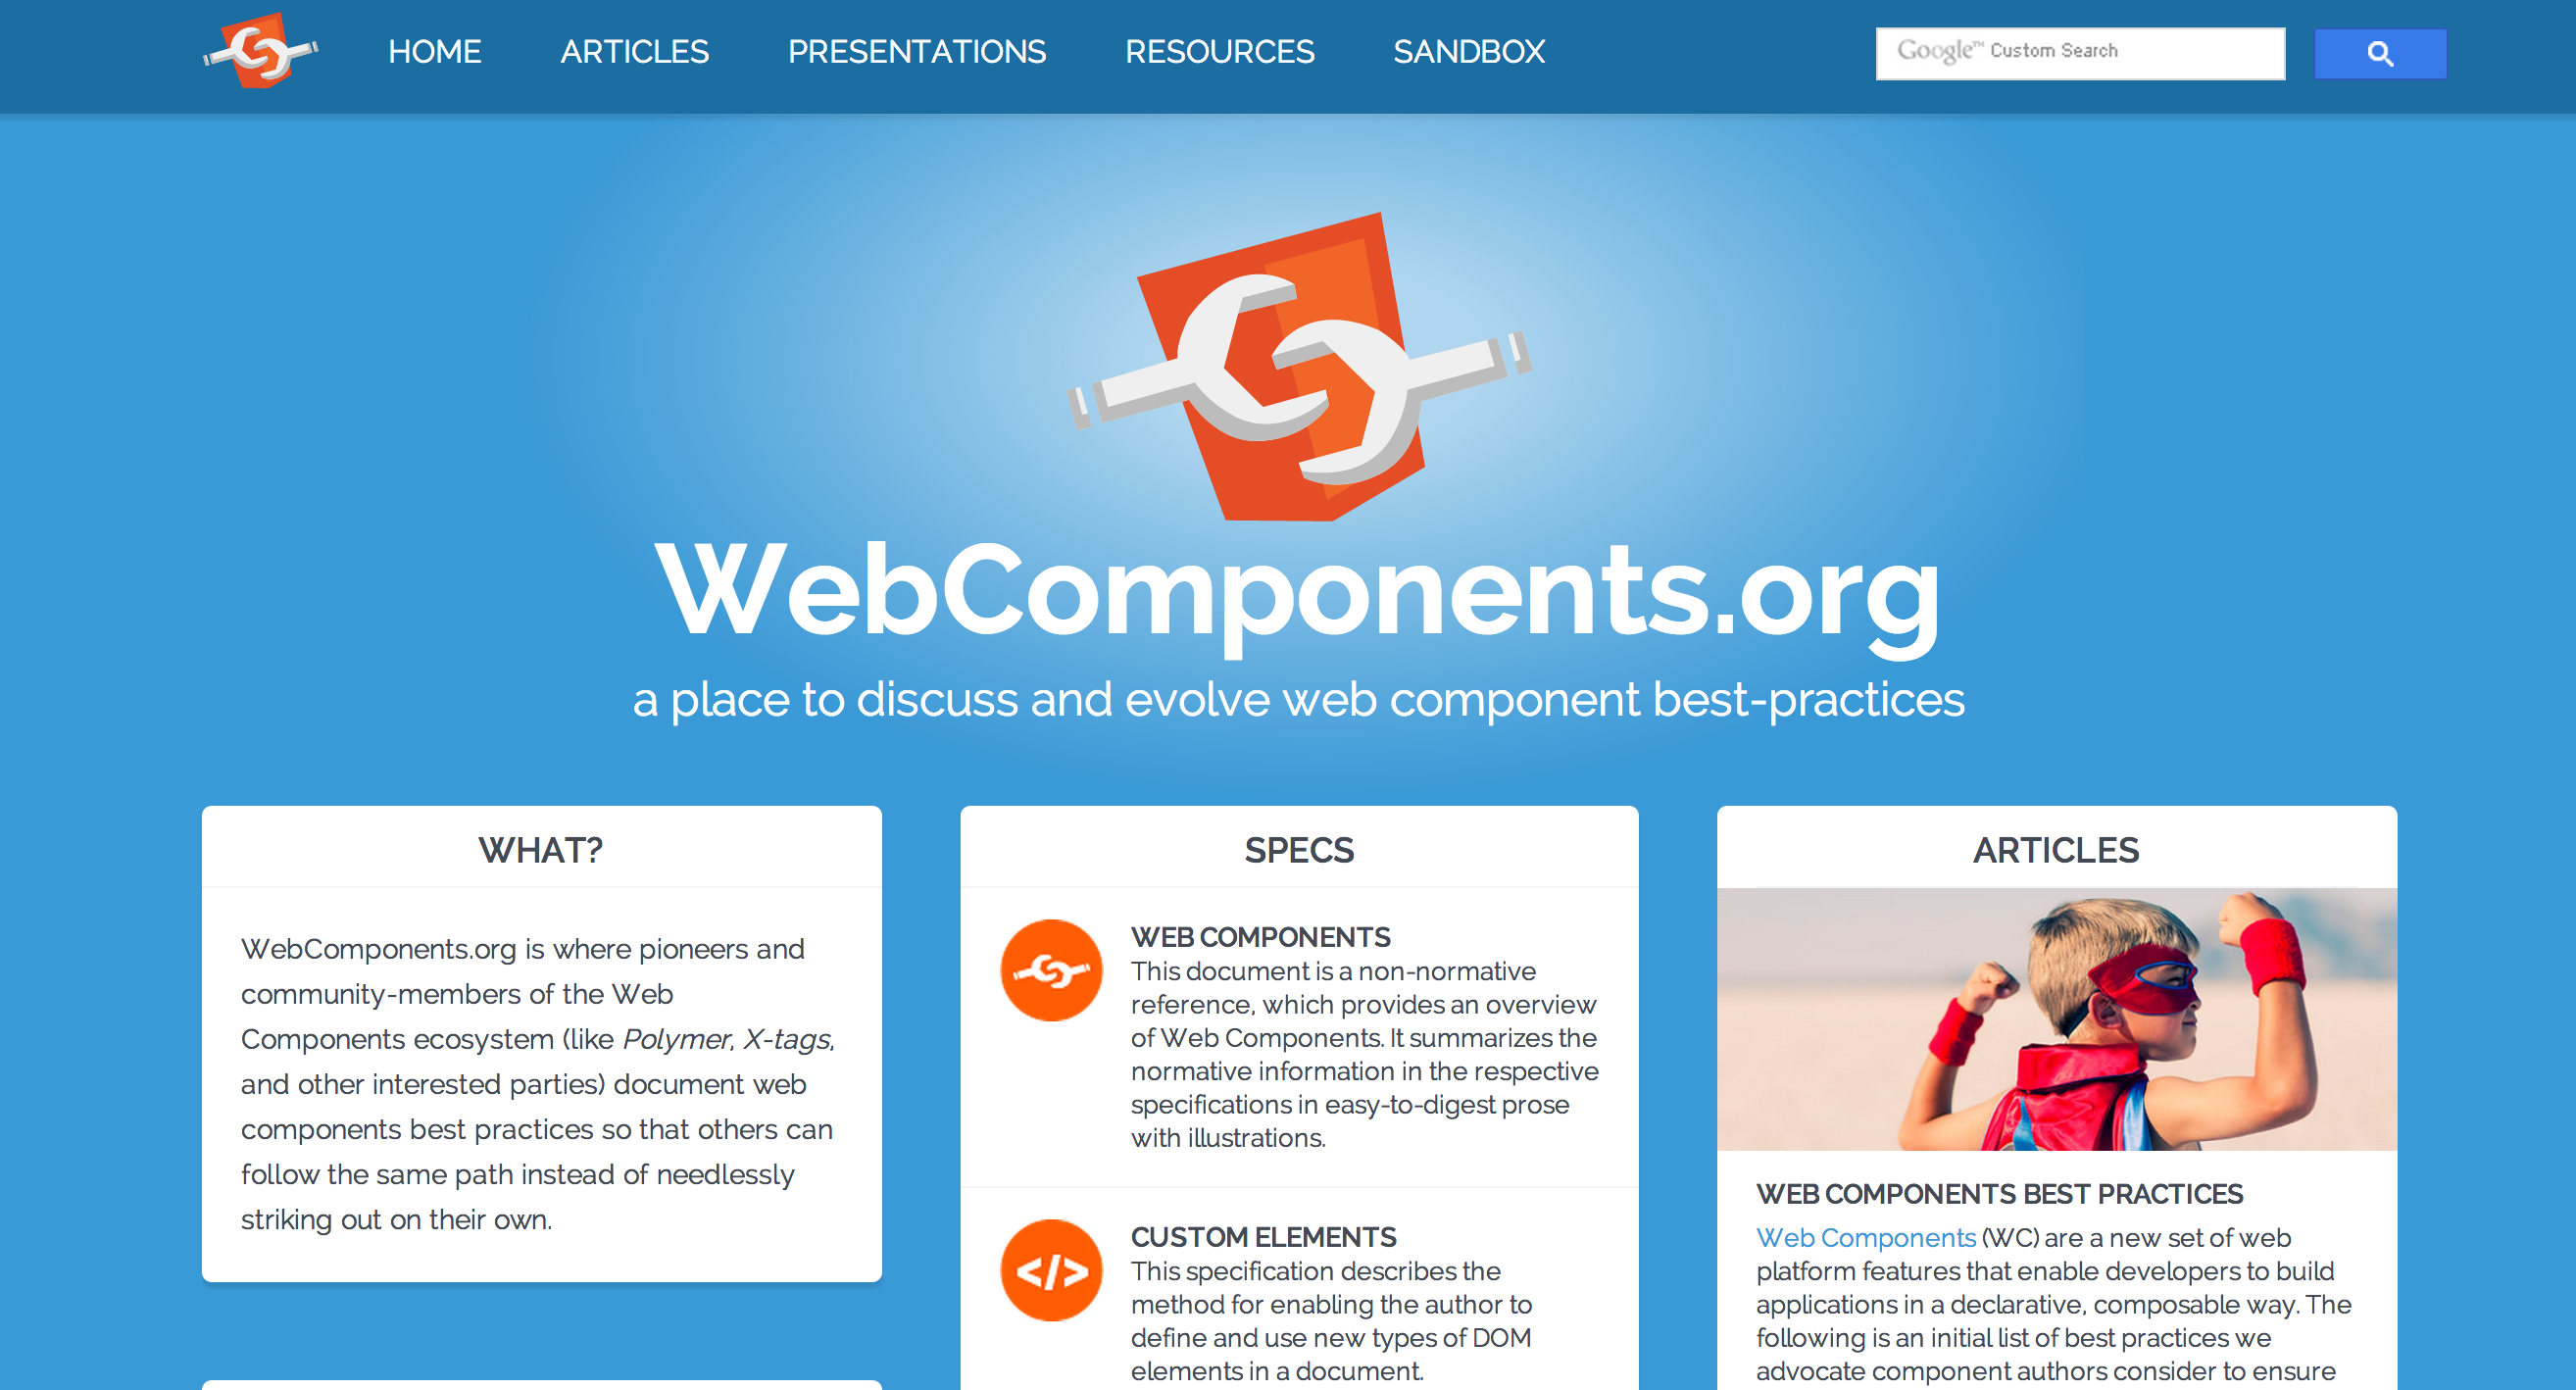 HOME ARTICLES PRESENTATIONS RESOURCES SANDBOX
Google™ Custom Search
WebComponents.org
a place to discuss and evolve web component best-practices
WHAT?
WebComponents.org is where pioneers and
community-members of the Web
Components ecosystem (like Polymer, X-tags,
and other interested parties) document web
components best practices so that others can
follow the same path instead of needlessly
striking out on their own.
SPECS
WEB COMPONENTS
This document is a non-normative
reference, which provides an overview
of Web Components. It summarizes the
normative information in the respective
specifications in easy-to-digest prose
with illustrations.
</>
CUSTOM ELEMENTS
This specification describes the
method for enabling the author to
define and use new types of DOM
elements in a document.
ARTICLES
WEB COMPONENTS BEST PRACTICES
Web Components (WC) are a new set of web
platform features that enable developers to build
applications in a declarative, composable way. The
following is an initial list of best practices we
advocate component authors consider to ensure